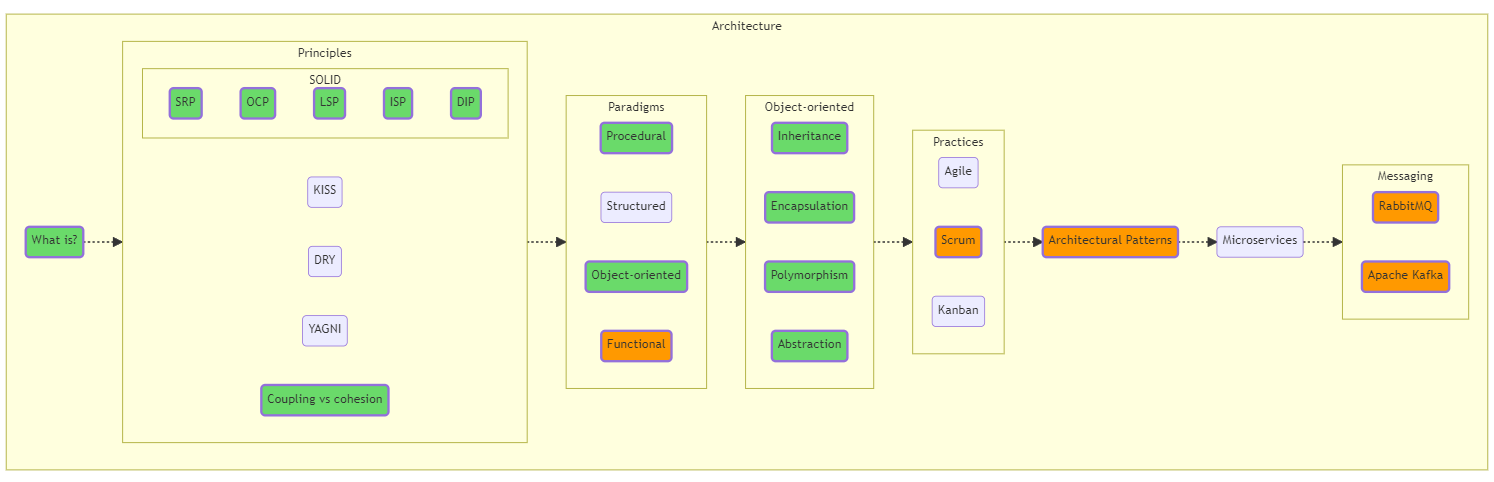 Architecture
Principles
SOLID
SRP
OCP
LSP
ISP
DIP
KISS
DRY
YAGNI
Coupling vs cohesion
What is?
Paradigms
Procedural
Structured
Object-oriented
Functional
Object-oriented
Inheritance
Encapsulation
Polymorphism
Abstraction
Practices
Agile
Scrum
Kanban
Architectural Patterns
Microservices
Messaging
RabbitMQ
Apache Kafka